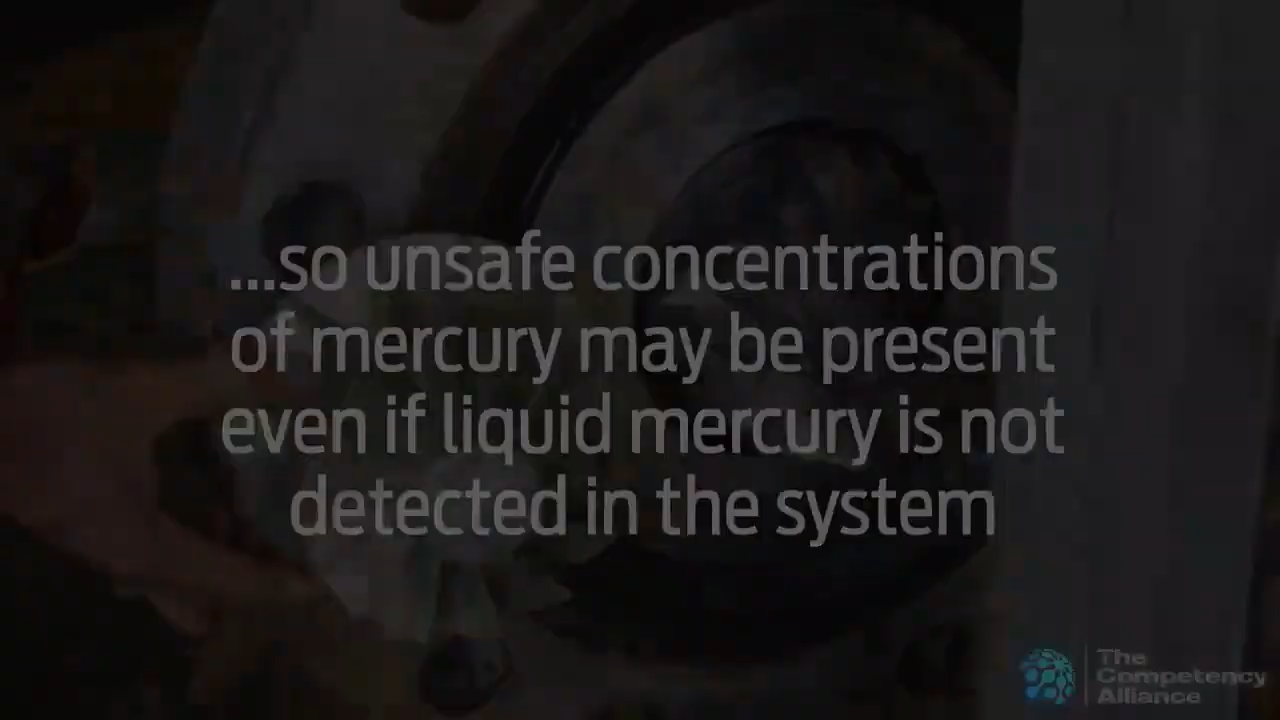 ...so unsafe concentrations
of mercury may be present
even if liquid mercury is not
detected in the system
The
Competency
Alliance